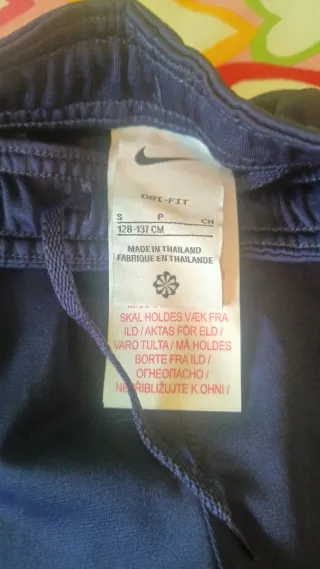 DRI-FIT
S P CH
128-137 CM
MADE IN THAILAND
FABRIQUE EN THAILANDE
SKAL HOLDES VÆK FRA
ILD / AKTAS FÖR ELD /
VARO TULTA / MÅ HOLDES
BORTE FRA ILD /
ОГНЕОПАСНО /
NEPŘIBLIŽUJTE K OHNI /